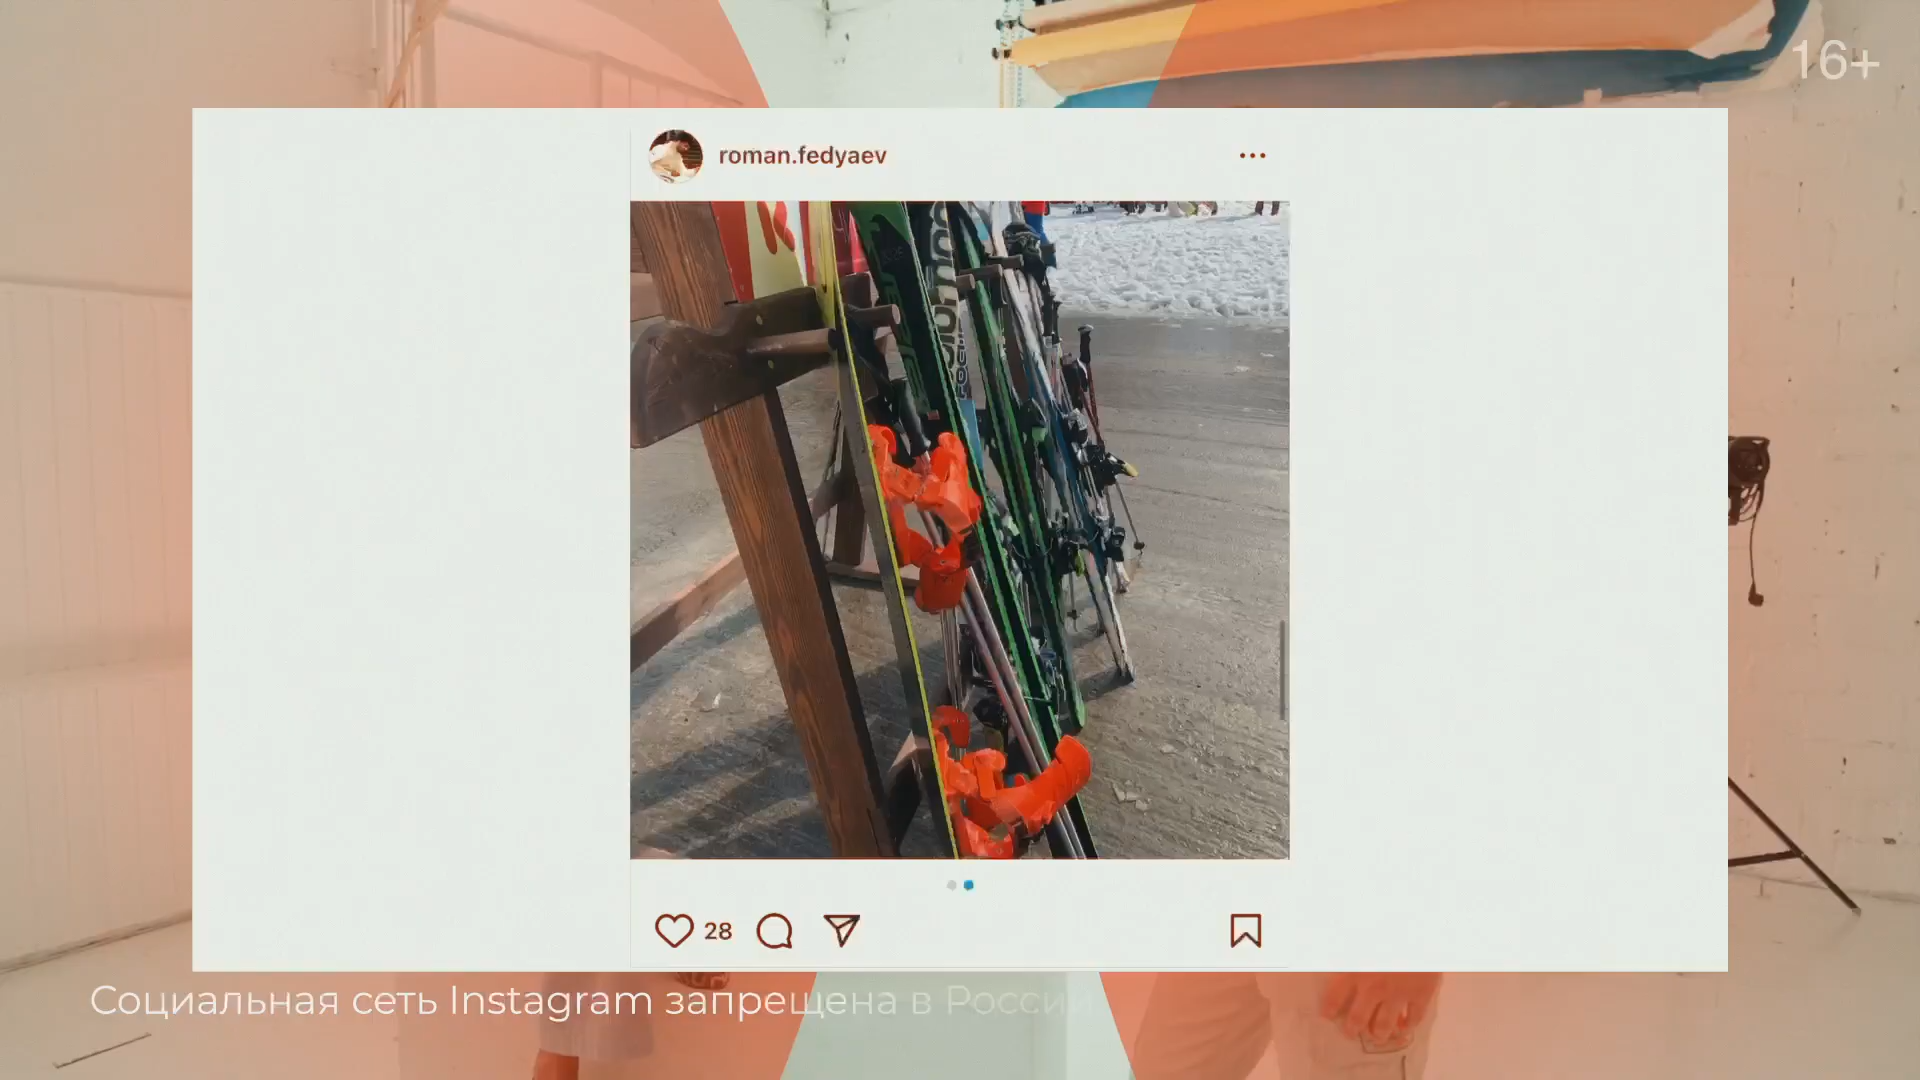 16+
roman.fedyaev
28
Социальная сеть Instagram запрещена в России